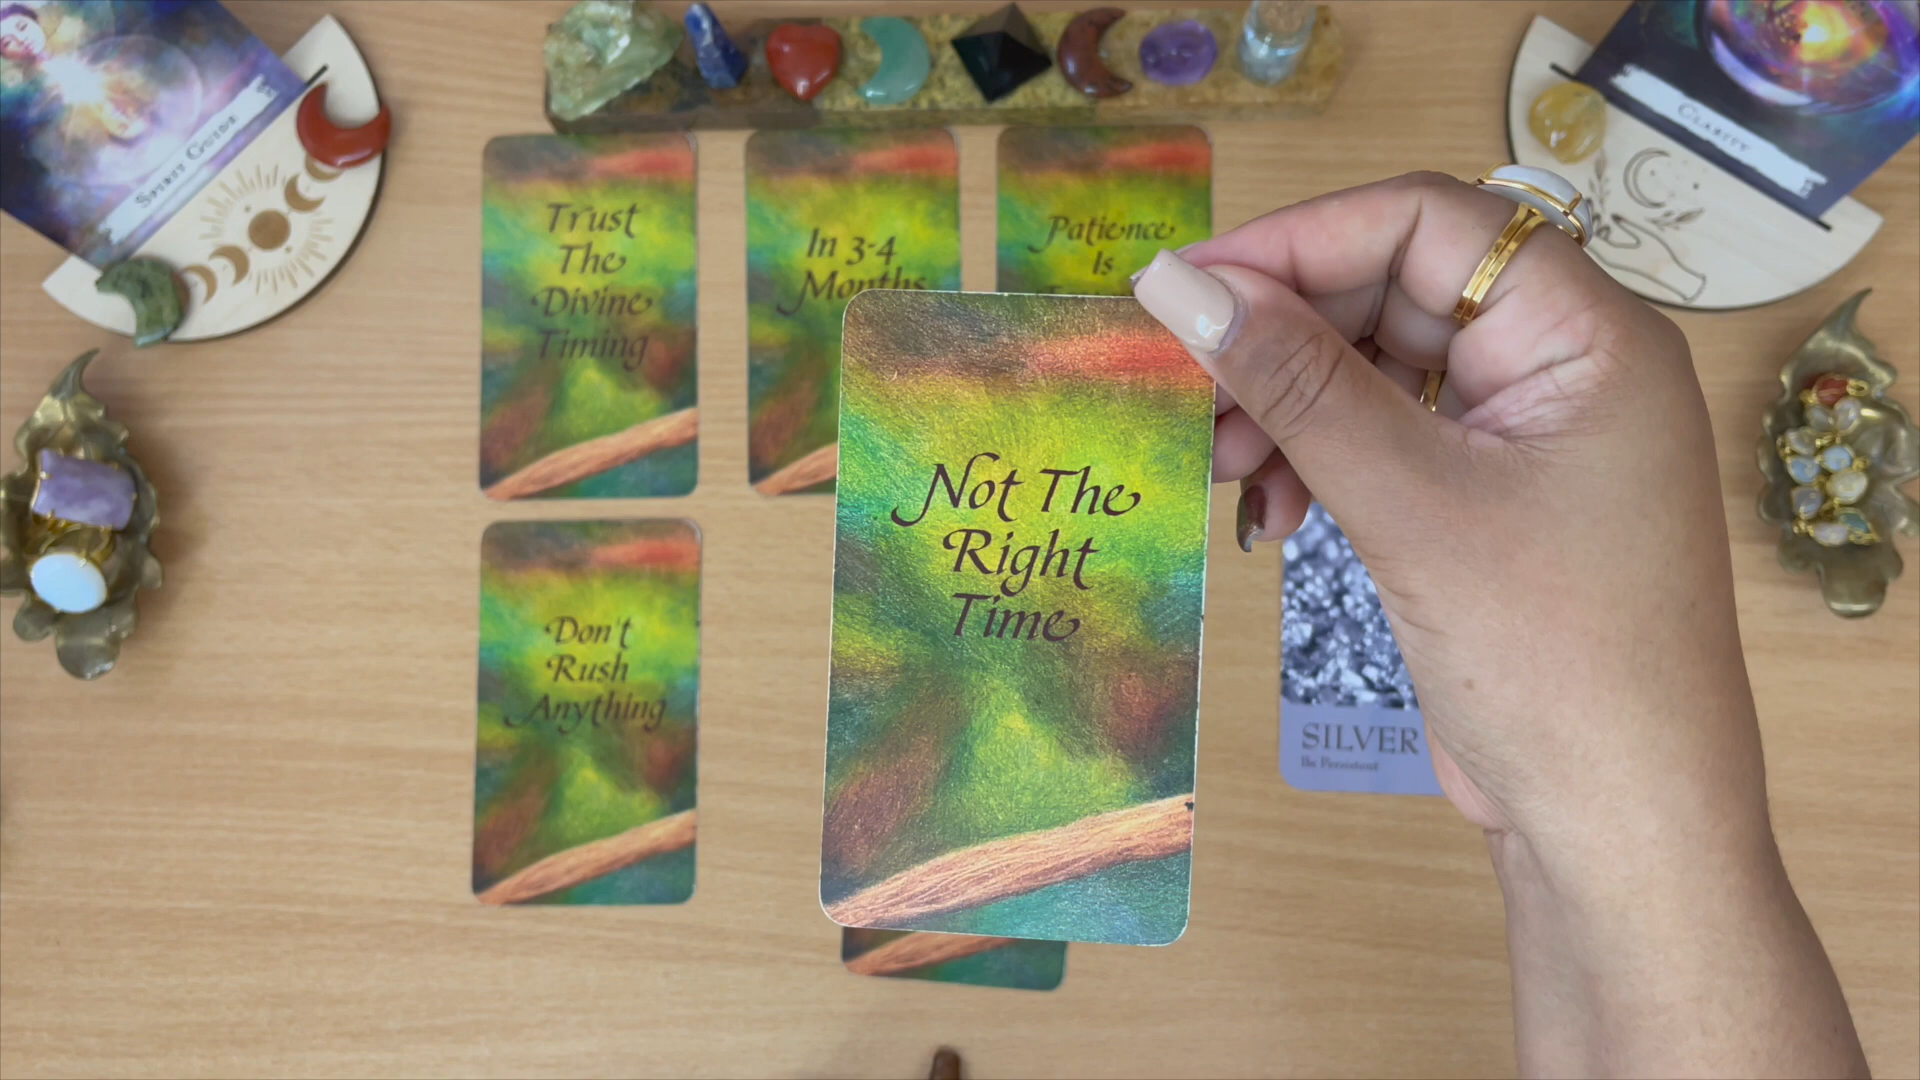 Spirit Guide
Clarity
Trust
The
Divine
Timing
In 3-4
Months
Patience
Is
Not The
Right
Time
Don't
Rush
Anything
SILVER
Be Persistent